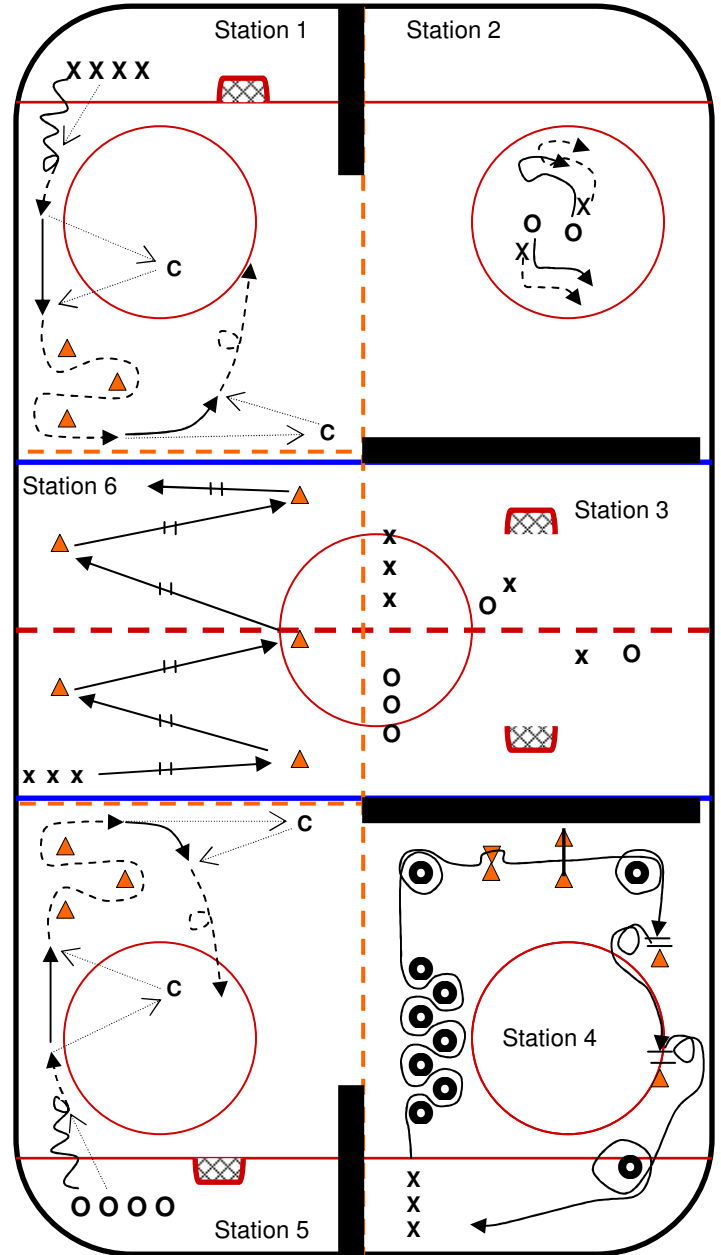 Station 1
Station 2
X X X X
X
O
O
X
C
C
Station 6
Station 3
X
X
X
X
O
X
O
O
O
O
X X X
C
C
Station 4
X
X
X
O O O O
Station 5